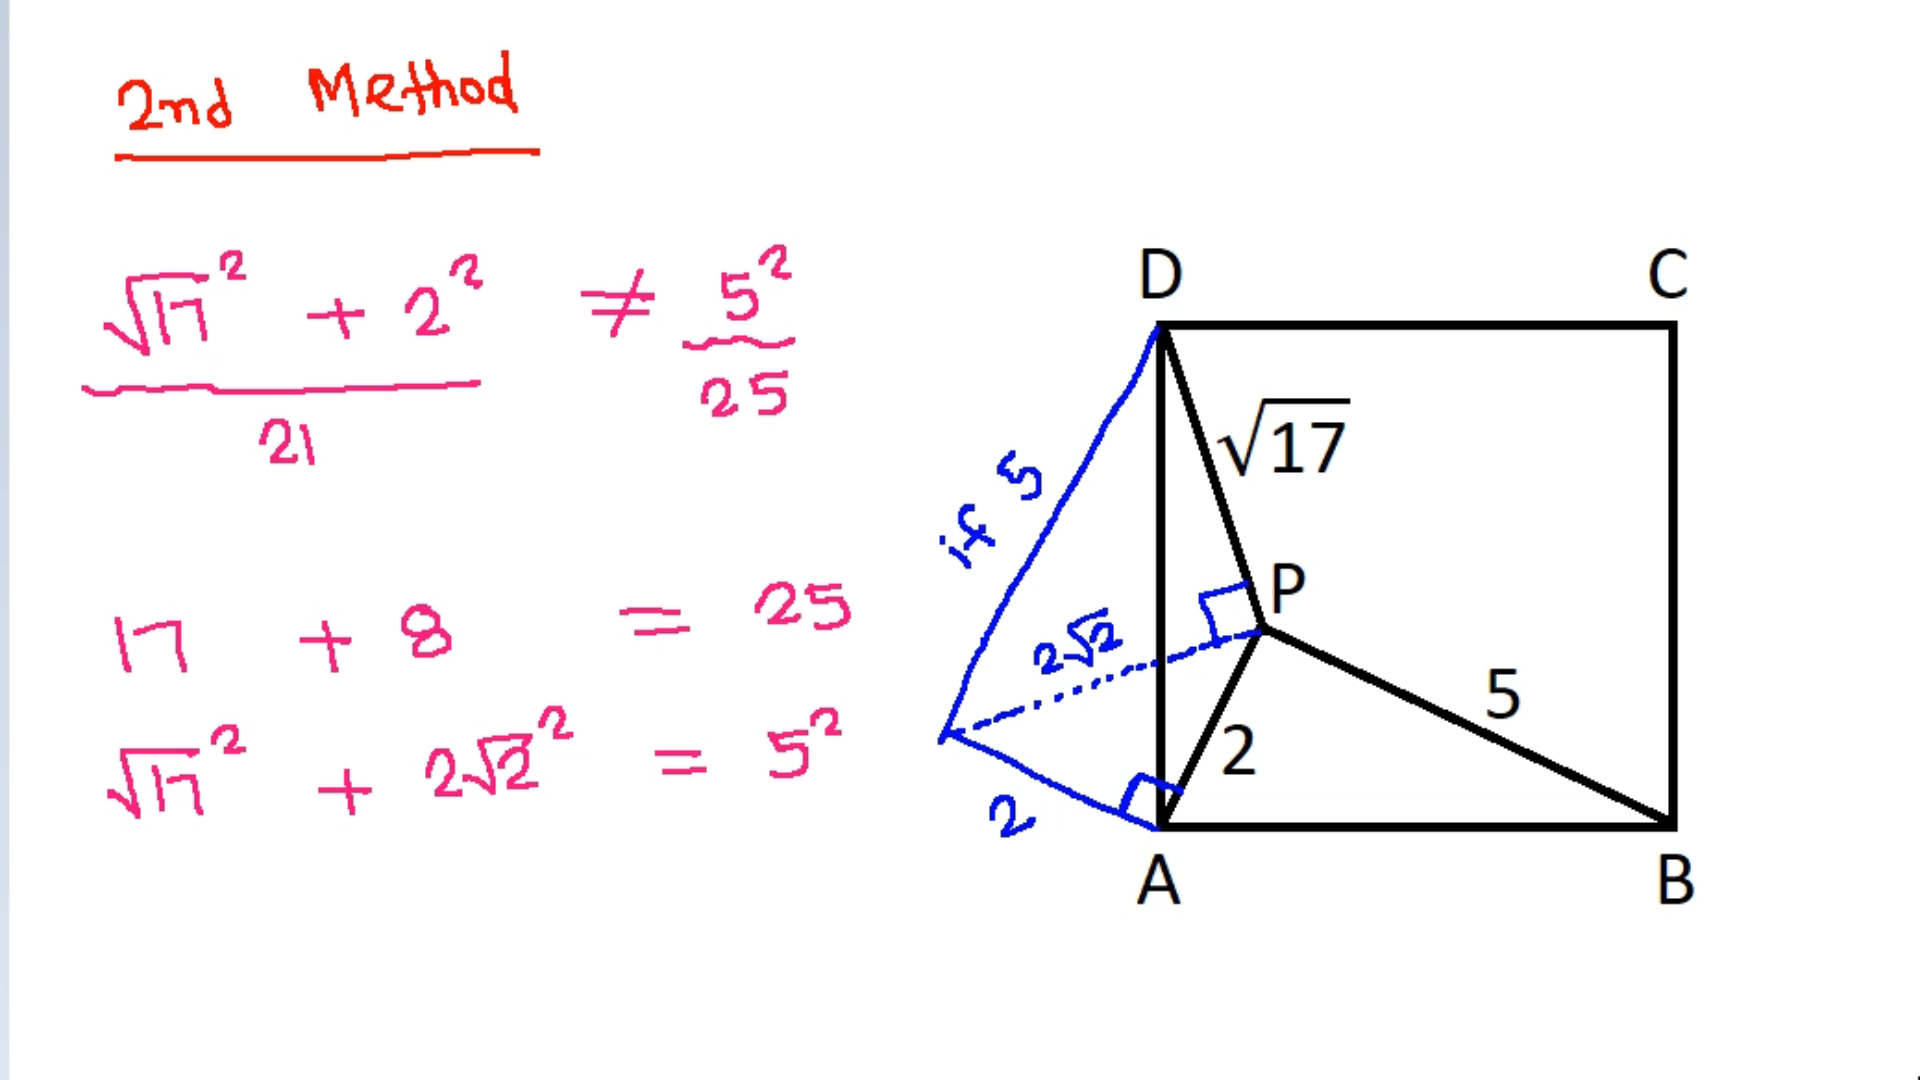 2nd Method
√17² + 2² ≠ 5²
21 25
17 + 8 = 25
√17² + 2√2² = 5²
D C
√17
if 5
P
2√2
5
2
2
A B